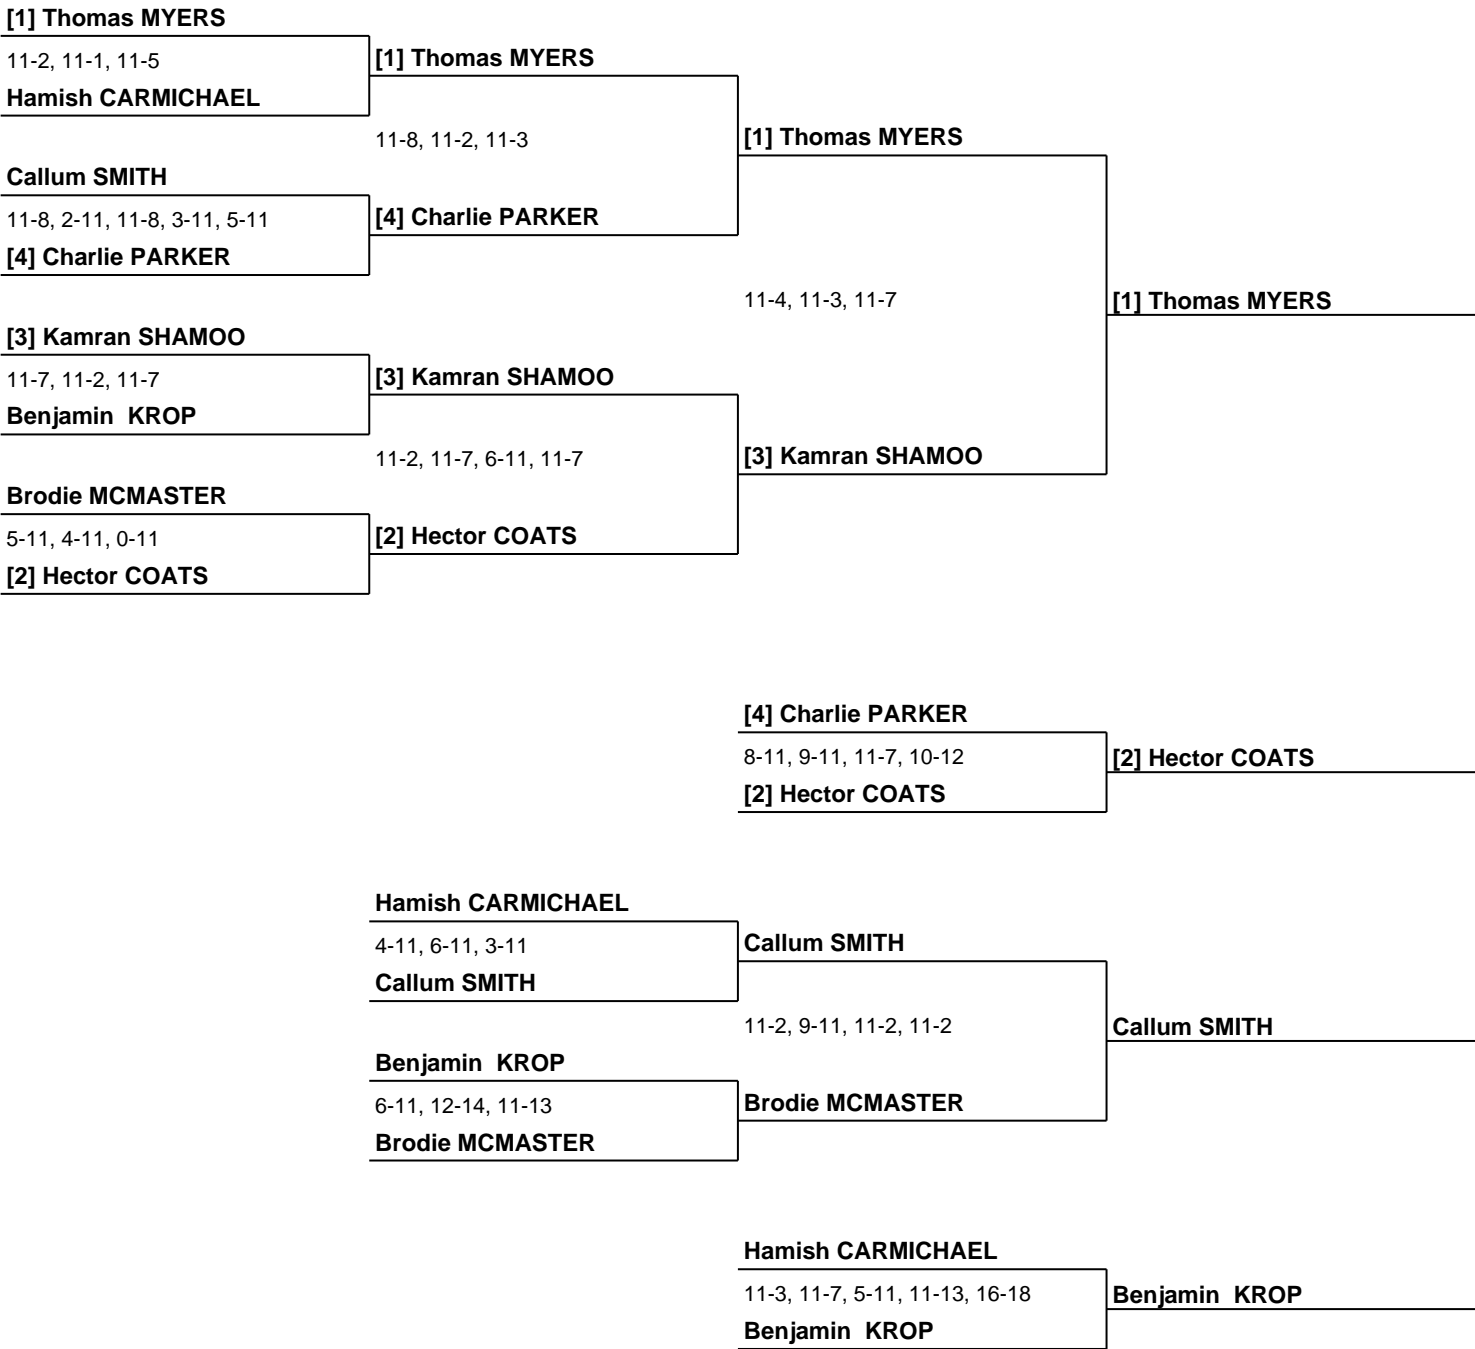 [1] Thomas MYERS
11-2, 11-1, 11-5
[1] Thomas MYERS
Hamish CARMICHAEL
11-8, 11-2, 11-3
[1] Thomas MYERS
Callum SMITH
11-8, 2-11, 11-8, 3-11, 5-11
[4] Charlie PARKER
[4] Charlie PARKER
11-4, 11-3, 11-7
[1] Thomas MYERS
[3] Kamran SHAMOO
11-7, 11-2, 11-7
[3] Kamran SHAMOO
Benjamin  KROP
11-2, 11-7, 6-11, 11-7
[3] Kamran SHAMOO
Brodie MCMASTER
5-11, 4-11, 0-11
[2] Hector COATS
[2] Hector COATS
[4] Charlie PARKER
8-11, 9-11, 11-7, 10-12
[2] Hector COATS
[2] Hector COATS
Hamish CARMICHAEL
4-11, 6-11, 3-11
Callum SMITH
Callum SMITH
11-2, 9-11, 11-2, 11-2
Callum SMITH
Benjamin  KROP
6-11, 12-14, 11-13
Brodie MCMASTER
Brodie MCMASTER
Hamish CARMICHAEL
11-3, 11-7, 5-11, 11-13, 16-18
Benjamin  KROP
Benjamin  KROP